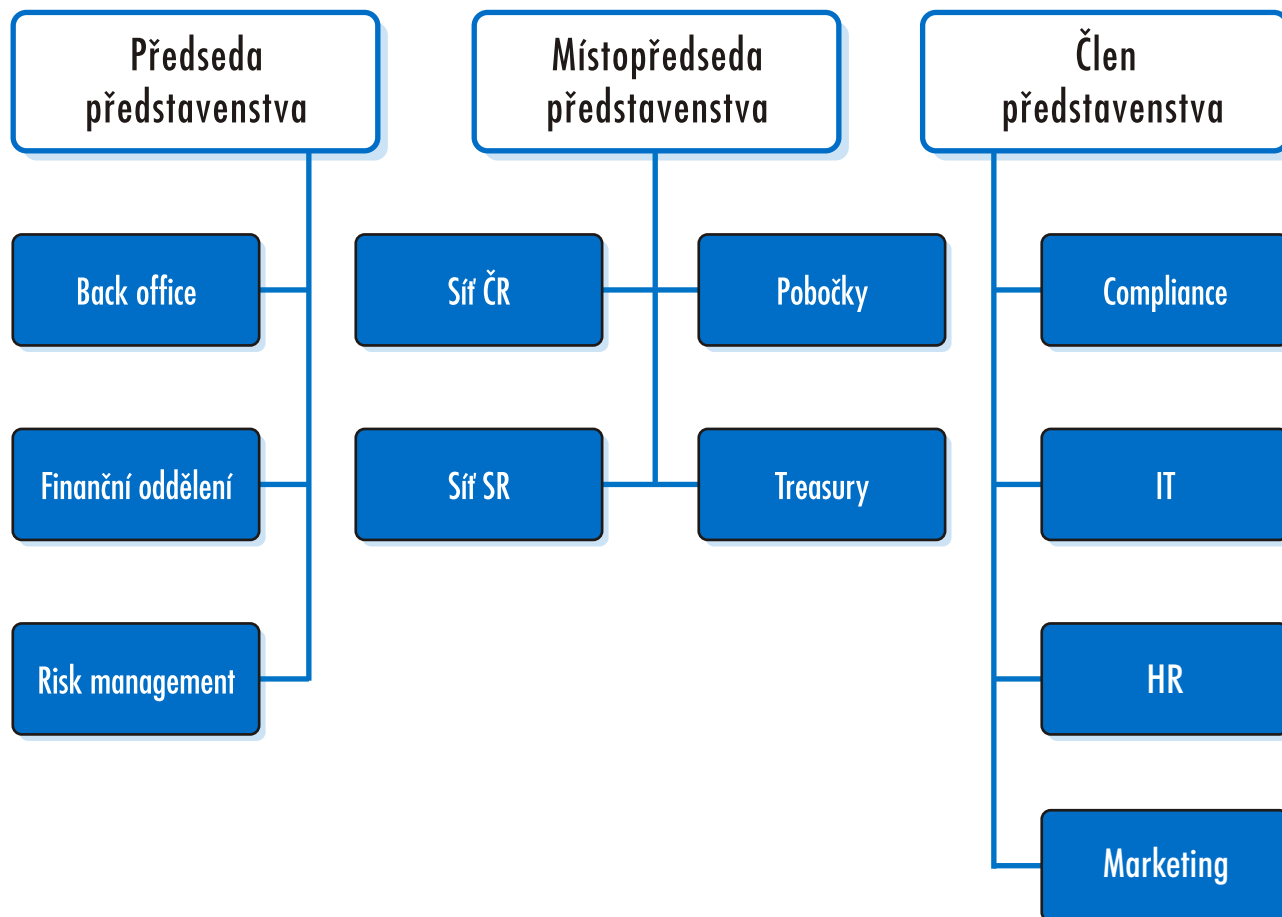 Předseda
představenstva
Místopředseda
představenstva
Člen
představenstva
Back office
Síť ČR
Pobočky
Compliance
Finanční oddělení
Síť SR
Treasury
IT
Risk management
HR
Marketing